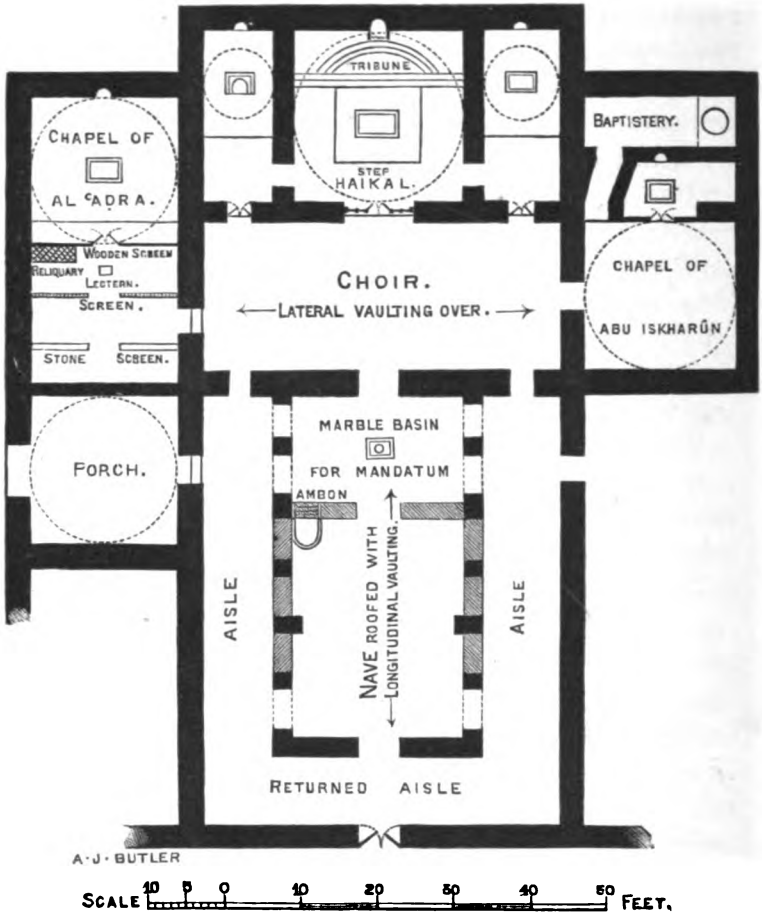 TRIBUNE
STEP
HAIKAL.
CHAPEL OF
AL ʿADRA.
WOODEN SCREEN
RELIQUARY
LECTERN.
SCREEN.
STONE SCREEN.
BAPTISTERY.
CHAPEL OF
ABU ISKHARÛN
CHOIR.
LATERAL VAULTING OVER.
PORCH.
MARBLE BASIN
FOR MANDATUM
AMBON
AISLE
NAVE ROOFED WITH
LONGITUDINAL VAULTING.
AISLE
RETURNED AISLE
A·J·BUTLER
SCALE 10 5 0 10 20 30 40 50 FEET.